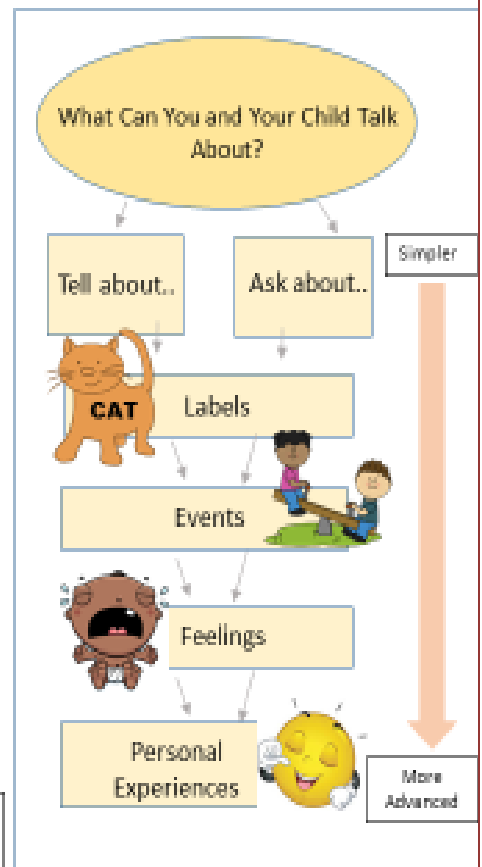 What Can You and Your Child Talk
About?
Tell about..
Ask about..
Simpler
CAT
Labels
Events
Feelings
Personal
Experiences
More
Advanced